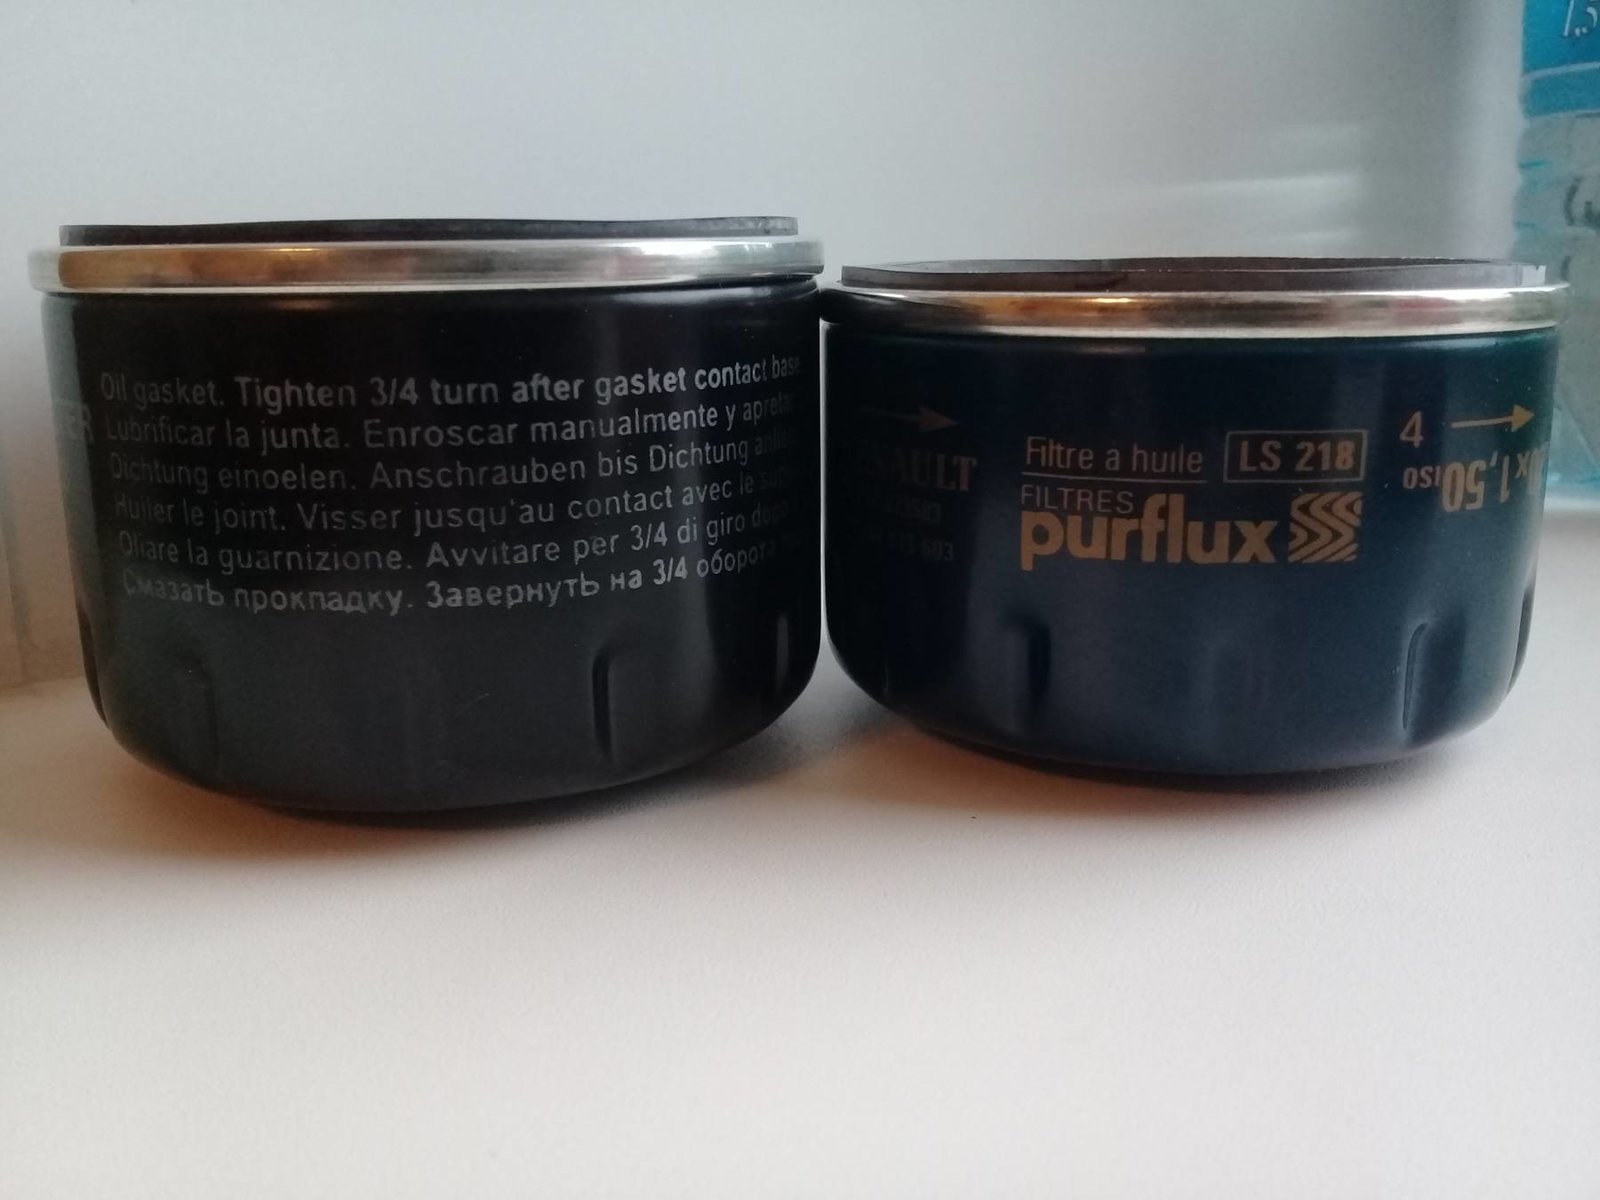 Oil gasket. Tighten 3/4 turn after gasket contact base.
Lubrificar la junta. Enroscar manualmente y
Dichtung einoelen. Anschrauben bis Dichtung
Huiler le joint. Visser jusqu'au contact avec le
Oliare la guarnizione. Avvitare per 3/4 di giro
Смазать прокладку. Завернуть на 3/4 оборота
Filtre à huile LS 218
FILTRES
purflux
4
ISO
x1,50
603